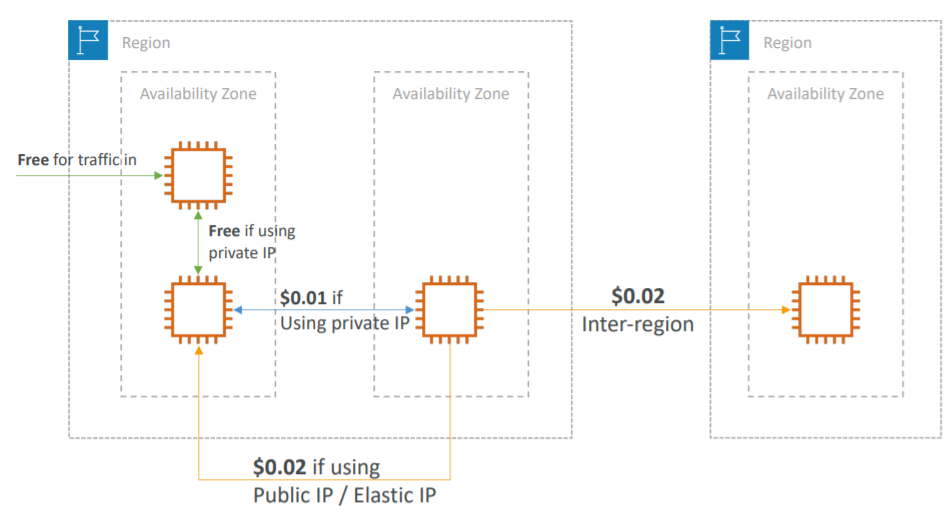 Region
Region
Availability Zone
Availability Zone
Availability Zone
Free for traffic in
Free if using
private IP
$0.01 if
Using private IP
$0.02
Inter-region
$0.02 if using
Public IP / Elastic IP